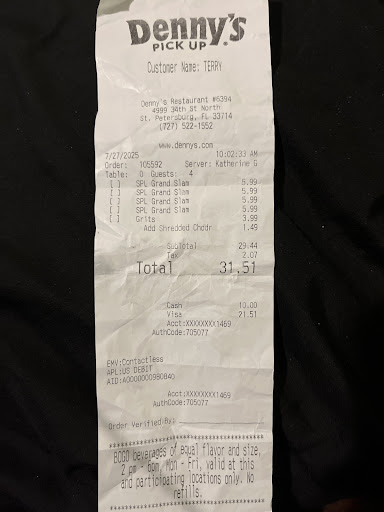 Denny's
PICK UP
Customer Name: TERRY
Denny's Restaurant #6394
4999 34th St North
St. Petersburg, FL 33714
(727) 522-1552
www.dennys.com
7/27/2025 10:02:33 AM
Order: 105592 Server: Katherine G
Table: 0 Guests: 4
[ ] SPL Grand Slam 5.99
[ ] SPL Grand Slam 5.99
[ ] SPL Grand Slam 5.99
[ ] SPL Grand Slam 5.99
[ ] Grits 3.99
Add Shredded Chddr 1.49
SubTotal 29.44
Tax 2.07
Total 31.51
Cash 10.00
Visa 21.51
Acct:XXXXXXXX1469
AuthCode:705077
EMV:Contactless
APL:US DEBIT
AID:A0000000980840
Acct:XXXXXXXX1469
AuthCode:705077
Order Verified By:
BOGO beverages of equal flavor and size,
2 pm - 6pm, Mon - Fri, valid at this
and participating locations only. No
refills.